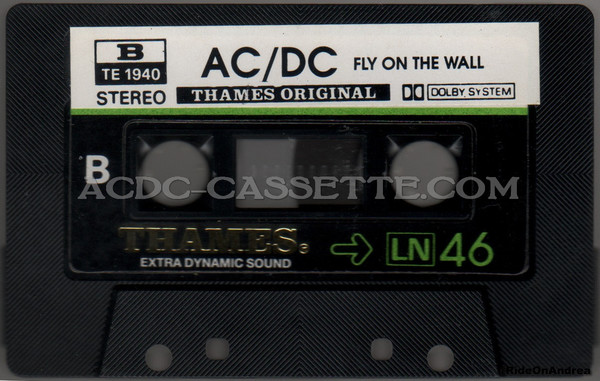 B
TE 1940
STEREO
AC/DC FLY ON THE WALL
THAMES ORIGINAL
DOLBY SYSTEM
B
ACDC-CASSETTE.COM
THAMES
EXTRA DYNAMIC SOUND
LN 46
RideOnAndrea